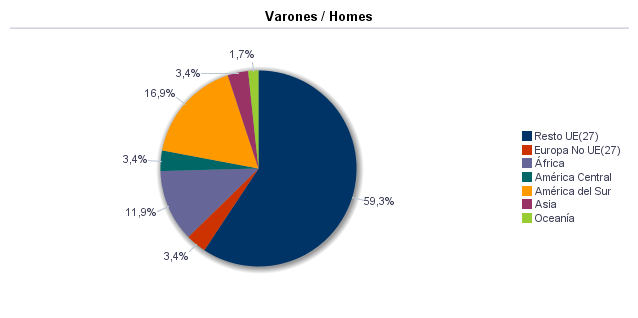 Varones / Homes
1,7%
3,4%
16,9%
3,4%
11,9%
3,4%
59,3%
Resto UE(27)
Europa No UE(27)
África
América Central
América del Sur
Asia
Oceanía